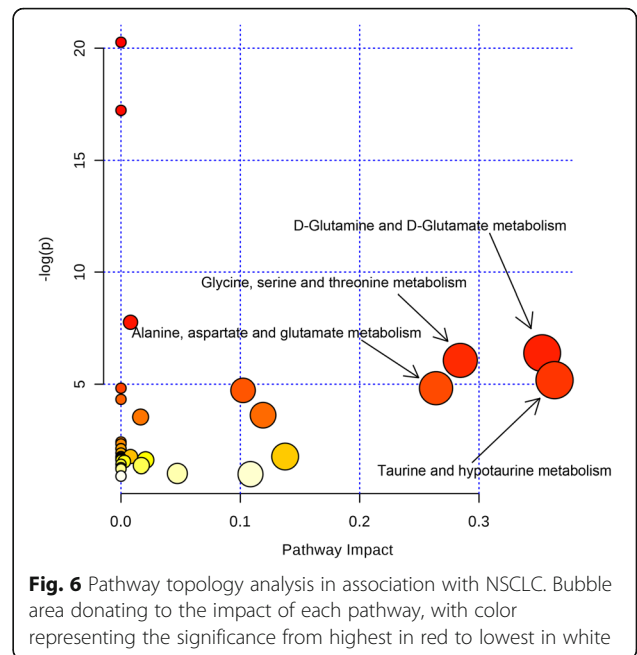 20
15
10
5
-log(p)
D-Glutamine and D-Glutamate metabolism
Glycine, serine and threonine metabolism
Alanine, aspartate and glutamate metabolism
Taurine and hypotaurine metabolism
0.0 0.1 0.2 0.3
Pathway Impact
Fig. 6 Pathway topology analysis in association with NSCLC. Bubble
area donating to the impact of each pathway, with color
representing the significance from highest in red to lowest in white